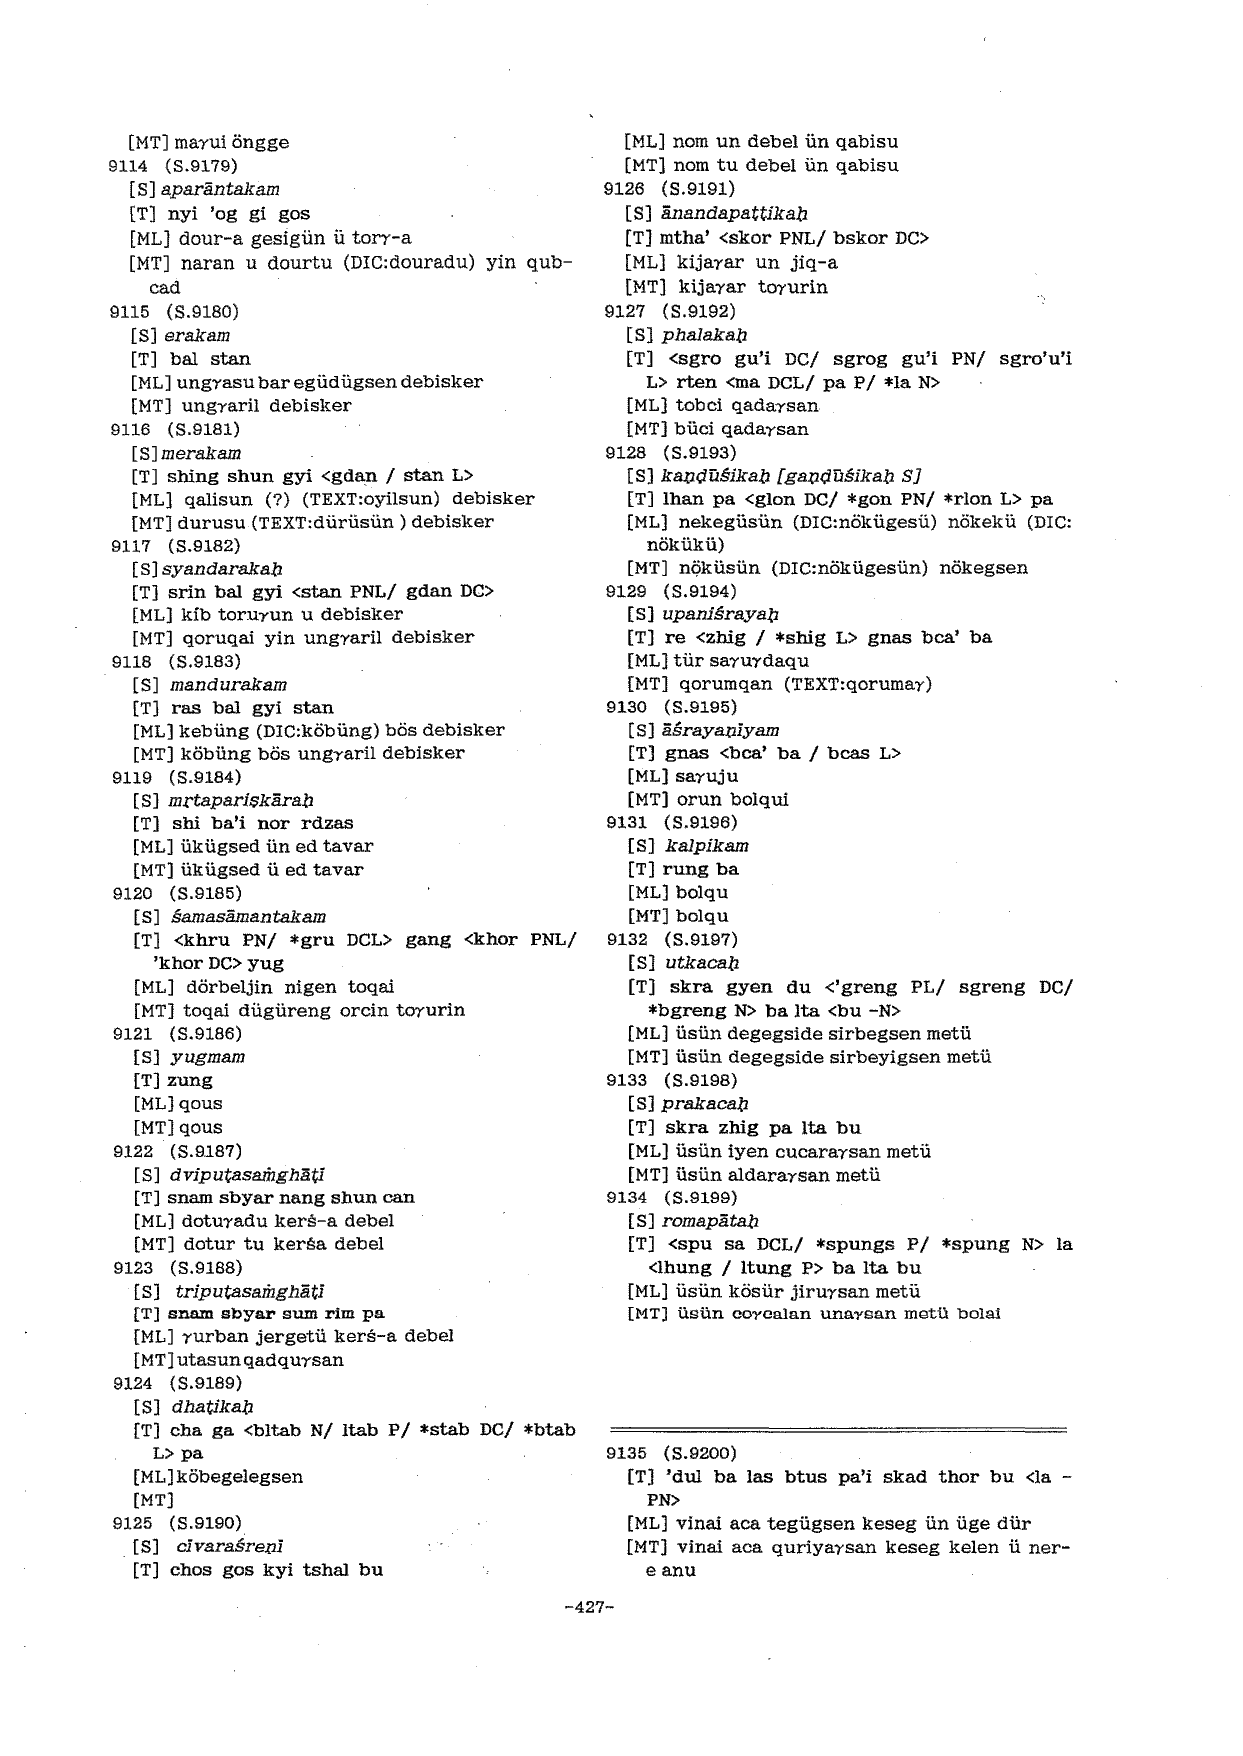 [MT] maγui öngge
9114 (S.9179)
[S] aparāntakam
[T] nyi 'og gi gos
[ML] dour-a gesigün ü torγ-a
[MT] naran u dourtu (DIC:douradu) yin qub-
cad
9115 (S.9180)
[S] erakam
[T] bal stan
[ML] ungγasu bar egüdügsen debisker
[MT] ungγaril debisker
9116 (S.9181)
[S] merakam
[T] shing shun gyi <gdan / stan L>
[ML] qalisun (?) (TEXT:oyilsun) debisker
[MT] durusu (TEXT:dürüsün ) debisker
9117 (S.9182)
[S] syandarakaḥ
[T] srin bal gyi <stan PNL/ gdan DC>
[ML] kib toruγun u debisker
[MT] qoruqai yin ungγaril debisker
9118 (S.9183)
[S] mandurakam
[T] ras bal gyi stan
[ML] kebüng (DIC:köbüng) bös debisker
[MT] köbüng bös ungγaril debisker
9119 (S.9184)
[S] mṛtapariṣkāraḥ
[T] shi ba'i nor rdzas
[ML] ükügsed ün ed tavar
[MT] ükügsed ü ed tavar
9120 (S.9185)
[S] śamasāmantakam
[T] <khru PN/ *gru DCL> gang <khor PNL/
'khor DC> yug
[ML] dörbeljin nigen toqai
[MT] toqai dügüreng orcin toγurin
9121 (S.9186)
[S] yugmam
[T] zung
[ML] qous
[MT] qous
9122 (S.9187)
[S] dvipuṭasaṁghāṭī
[T] snam sbyar nang shun can
[ML] dotuγadu kerś-a debel
[MT] dotur tu kerśa debel
9123 (S.9188)
[S] tripuṭasaṁghāṭī
[T] snam sbyar sum rim pa
[ML] γurban jergetü kerś-a debel
[MT] utasun qadquγsan
9124 (S.9189)
[S] dhaṭikaḥ
[T] cha ga <bltab N/ ltab P/ *stab DC/ *btab
L> pa
[ML] köbegelegsen
[MT]
9125 (S.9190)
[S] cīvaraśreṇī
[T] chos gos kyi tshal bu
[ML] nom un debel ün qabisu
[MT] nom tu debel ün qabisu
9126 (S.9191)
[S] ānandapaṭṭikaḥ
[T] mtha' <skor PNL/ bskor DC>
[ML] kijaγar un jiq-a
[MT] kijaγar toγurin
9127 (S.9192)
[S] phalakaḥ
[T] <sgro gu'i DC/ sgrog gu'i PN/ sgro'u'i
L> rten <ma DCL/ pa P/ *la N>
[ML] tobci qadaγsan
[MT] büci qadaγsan
9128 (S.9193)
[S] kaṇḍūśikaḥ [gaṇḍūśikaḥ S]
[T] lhan pa <glon DC/ *gon PN/ *rlon L> pa
[ML] nekegüsün (DIC:nökügesü) nökekü (DIC:
nökükü)
[MT] nöküsün (DIC:nökügesün) nökegsen
9129 (S.9194)
[S] upaniśrayaḥ
[T] re <zhig / *shig L> gnas bca' ba
[ML] tür saγuγdaqu
[MT] qorumqan (TEXT:qorumaγ)
9130 (S.9195)
[S] āśrayaṇīyam
[T] gnas <bca' ba / bcas L>
[ML] saγuju
[MT] orun bolqui
9131 (S.9196)
[S] kalpikam
[T] rung ba
[ML] bolqu
[MT] bolqu
9132 (S.9197)
[S] utkacaḥ
[T] skra gyen du <'greng PL/ sgreng DC/
*bgreng N> ba lta <bu -N>
[ML] üsün degegside sirbegsen metü
[MT] üsün degegside sirbeyigsen metü
9133 (S.9198)
[S] prakacaḥ
[T] skra zhig pa lta bu
[ML] üsün iyen cucaraγsan metü
[MT] üsün aldaraγsan metü
9134 (S.9199)
[S] romapātaḥ
[T] <spu sa DCL/ *spungs P/ *spung N> la
<lhung / ltung P> ba lta bu
[ML] üsün kösür jiruγsan metü
[MT] üsün coγcalan unaγsan metü bolai
9135 (S.9200)
[T] 'dul ba las btus pa'i skad thor bu <la -
PN>
[ML] vinai aca tegügsen keseg ün üge dür
[MT] vinai aca quriyaγsan keseg kelen ü ner-
e anu
-427-